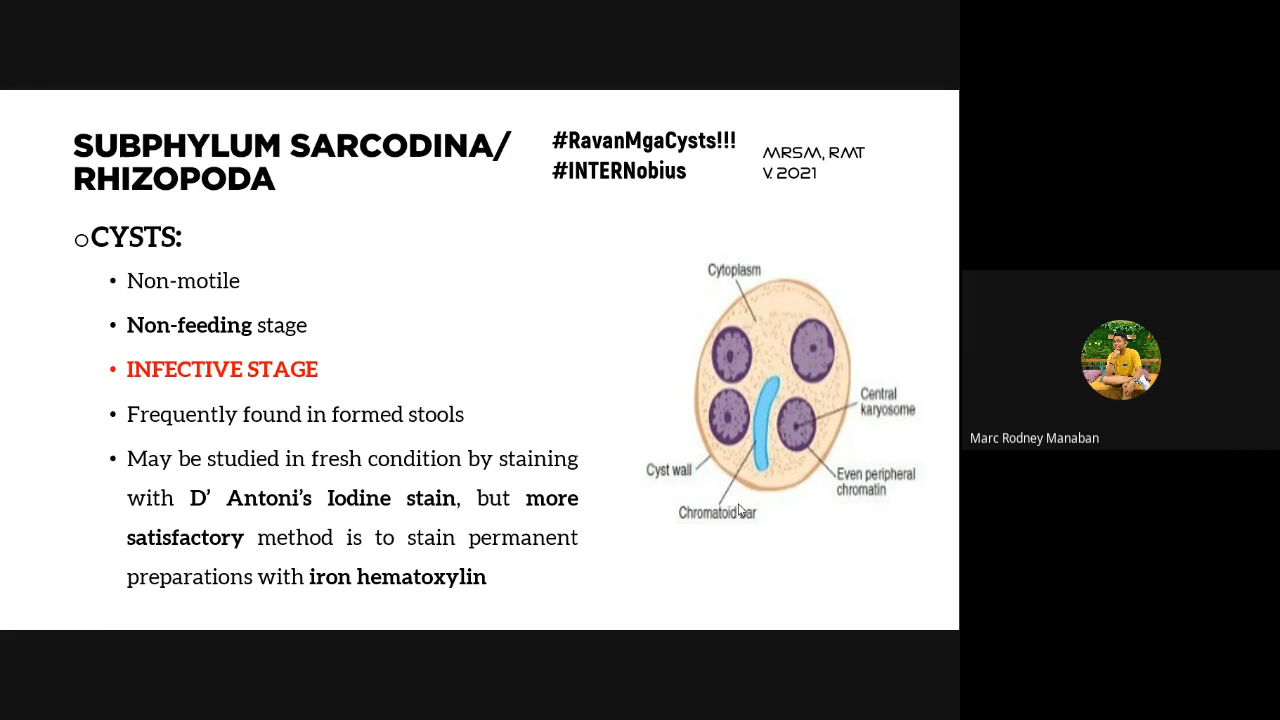 SUBPHYLUM SARCODINA/
RHIZOPODA
#RavanMgaCysts!!!
#INTERNobius
MRSM, RMT
V. 2021
CYSTS:
• Non-motile
• Non-feeding stage
• INFECTIVE STAGE
• Frequently found in formed stools
• May be studied in fresh condition by staining
with D’ Antoni’s Iodine stain, but more
satisfactory method is to stain permanent
preparations with iron hematoxylin
Cytoplasm
Central
karyosome
Cyst wall
Even peripheral
chromatin
Chromatoid bar
Marc Rodney Manaban